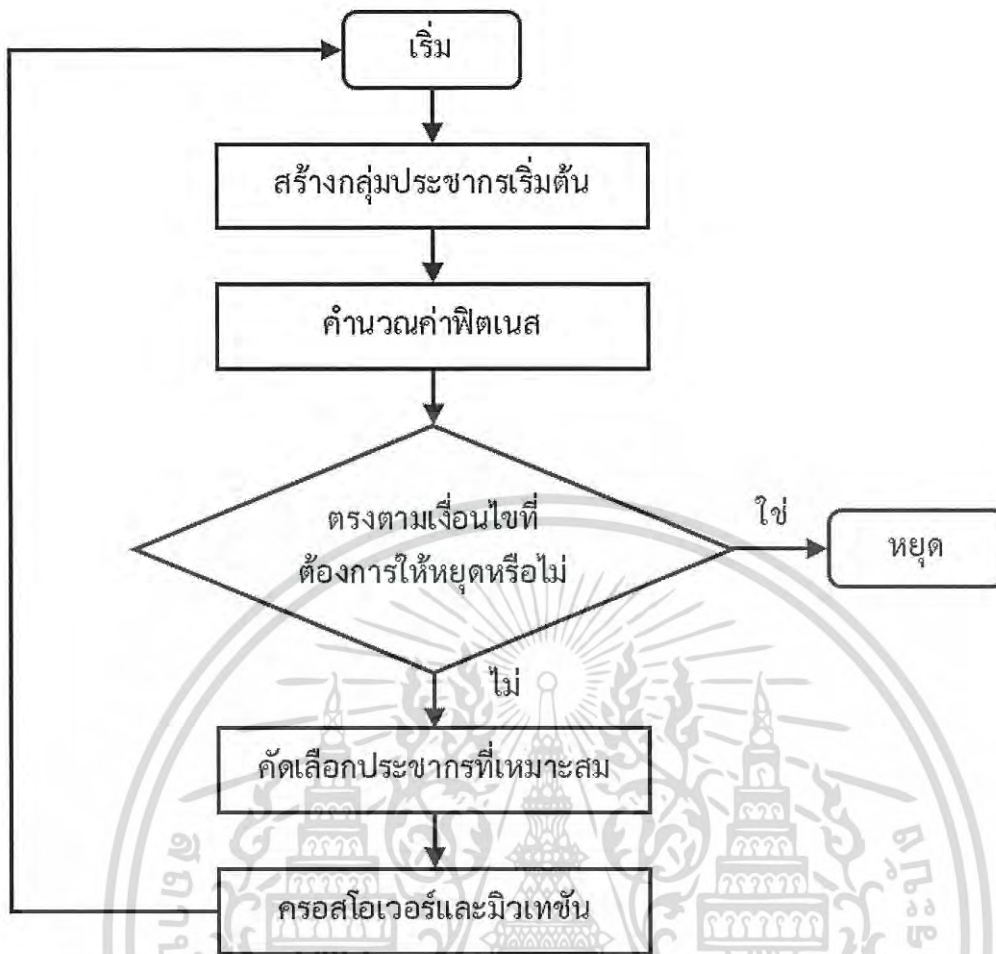 เริ่ม
สร้างกลุ่มประชากรเริ่มต้น
คำนวณค่าฟิตเนส
ตรงตามเงื่อนไขที่
ต้องการให้หยุดหรือไม่
ใช่
หยุด
ไม่
คัดเลือกประชากรที่เหมาะสม
ครอสโอเวอร์และมิวเทชัน